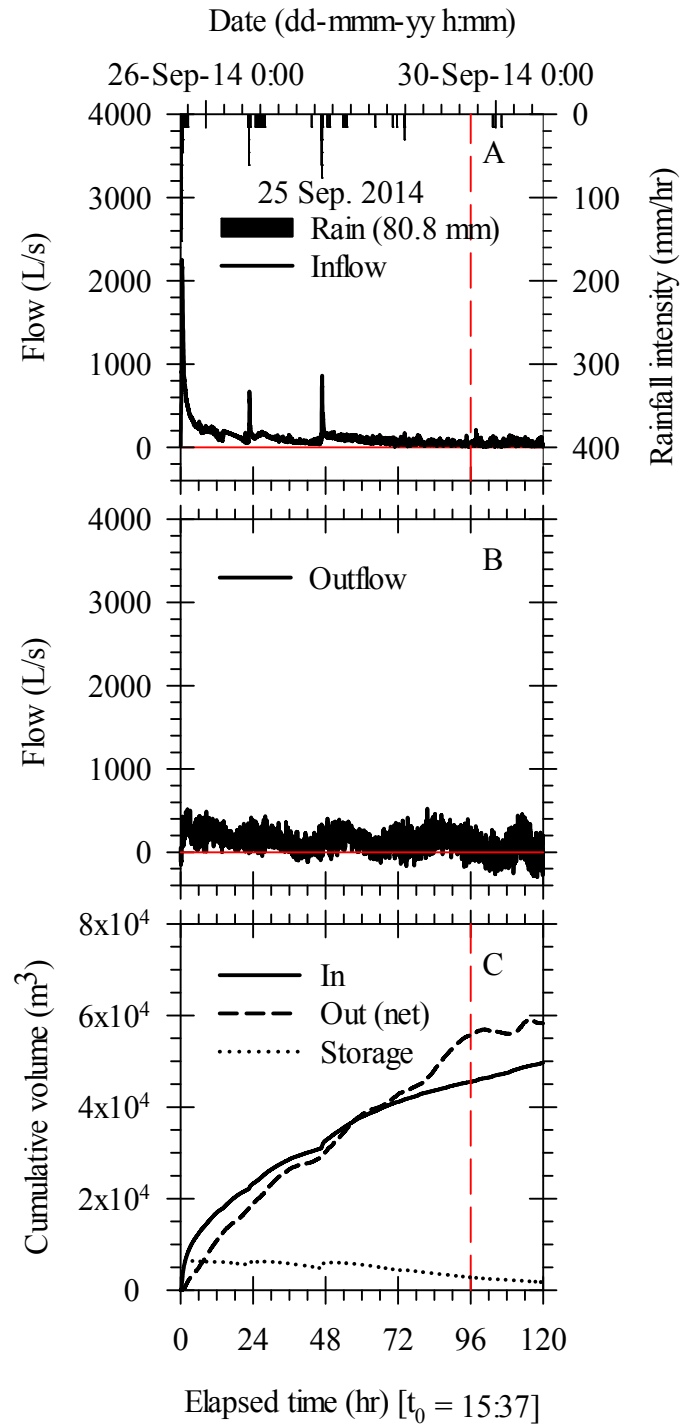 Date (dd-mmm-yy h:mm)
26-Sep-14 0:00 30-Sep-14 0:00
4000 0
A
3000 100
25 Sep. 2014
Rain (80.8 mm)
2000 200
Inflow
1000 300
0 400
Flow (L/s)
Rainfall intensity (mm/hr)
4000
B
Outflow
3000
2000
1000
0
Flow (L/s)
8x10⁴
C
In
6x10⁴
Out (net)
Storage
4x10⁴
2x10⁴
0
Cumulative volume (m³)
0 24 48 72 96 120
Elapsed time (hr) [t₀ = 15:37]